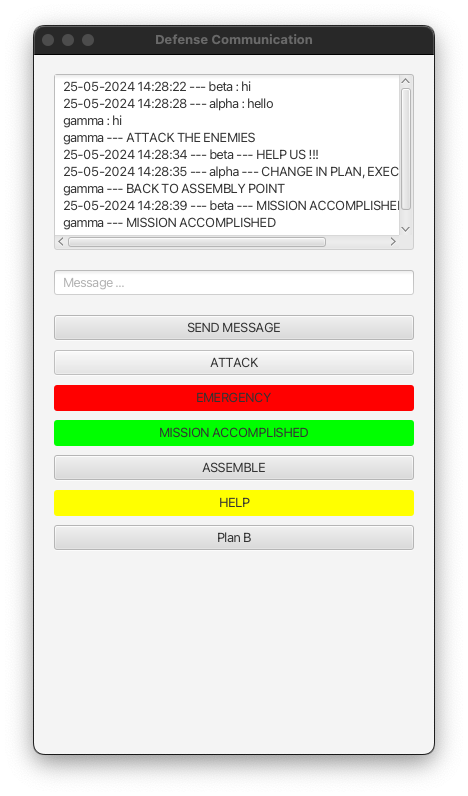 Defense Communication
25-05-2024 14:28:22 --- beta : hi
25-05-2024 14:28:28 --- alpha : hello
gamma : hi
gamma --- ATTACK THE ENEMIES
25-05-2024 14:28:34 --- beta --- HELP US !!!
25-05-2024 14:28:35 --- alpha --- CHANGE IN PLAN, EXEC
gamma --- BACK TO ASSEMBLY POINT
25-05-2024 14:28:39 --- beta --- MISSION ACCOMPLISHE
gamma --- MISSION ACCOMPLISHED
Message ...
SEND MESSAGE
ATTACK
EMERGENCY
MISSION ACCOMPLISHED
ASSEMBLE
HELP
Plan B